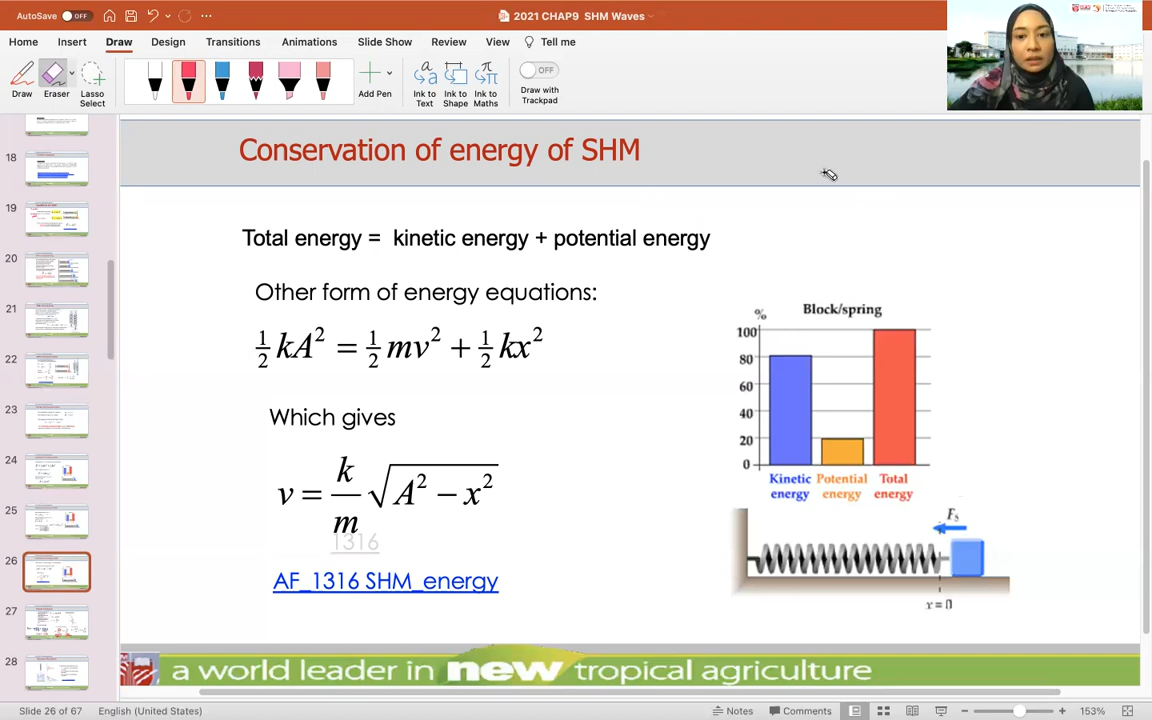 AutoSave OFF
2021 CHAP9 SHM Waves
Home Insert Draw Design Transitions Animations Slide Show Review View Tell me
Draw Eraser Lasso Select Add Pen Ink to Text Ink to Shape Ink to Maths Draw with Trackpad
OFF
18
19
20
21
22
23
24
25
26
27
28
Conservation of energy of SHM
Total energy = kinetic energy + potential energy
Other form of energy equations:
½ kA² = ½ mv² + ½ kx²
Which gives
v = k/m √A² − x²
1316
AF_1316 SHM_energy
Block/spring
%
100
80
60
40
20
0
Kinetic energy Potential energy Total energy
Fs
x = 0
a world leader in new tropical agriculture
Slide 26 of 67 English (United States) Notes Comments 153%